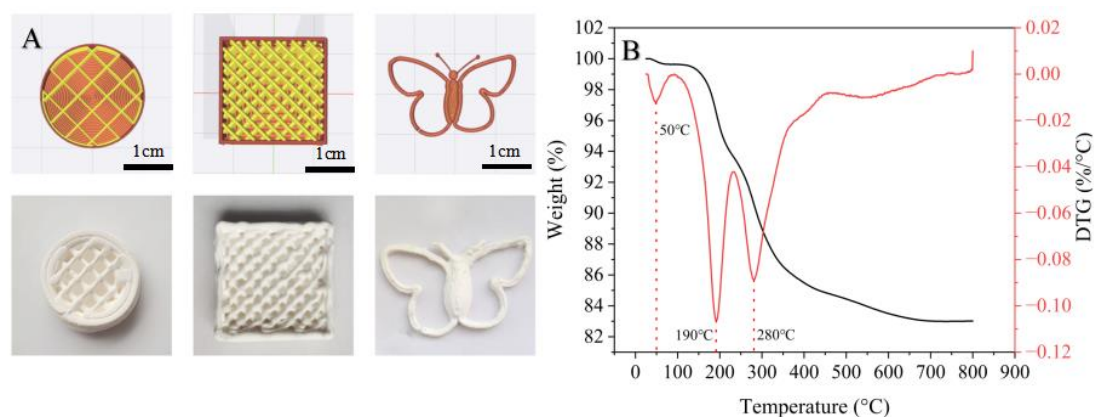 A
1cm
1cm
1cm
B
102
100
98
96
94
92
90
88
86
84
82
Weight (%)
0.02
0.00
−0.02
−0.04
−0.06
−0.08
−0.10
−0.12
DTG (%/°C)
50°C
190°C
280°C
0
100
200
300
400
500
600
700
800
900
Temperature (°C)